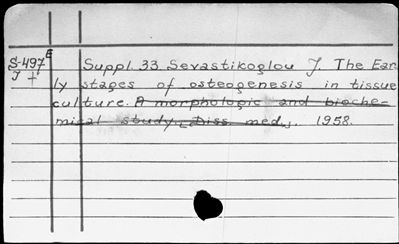 S-497 E Suppl. 33 Sevastikoglou J. The Ear-
J + ly stages of osteogenesis in tissue
culture. A morphologic and bioche-
mical study. [Diss. med.]. 1958.